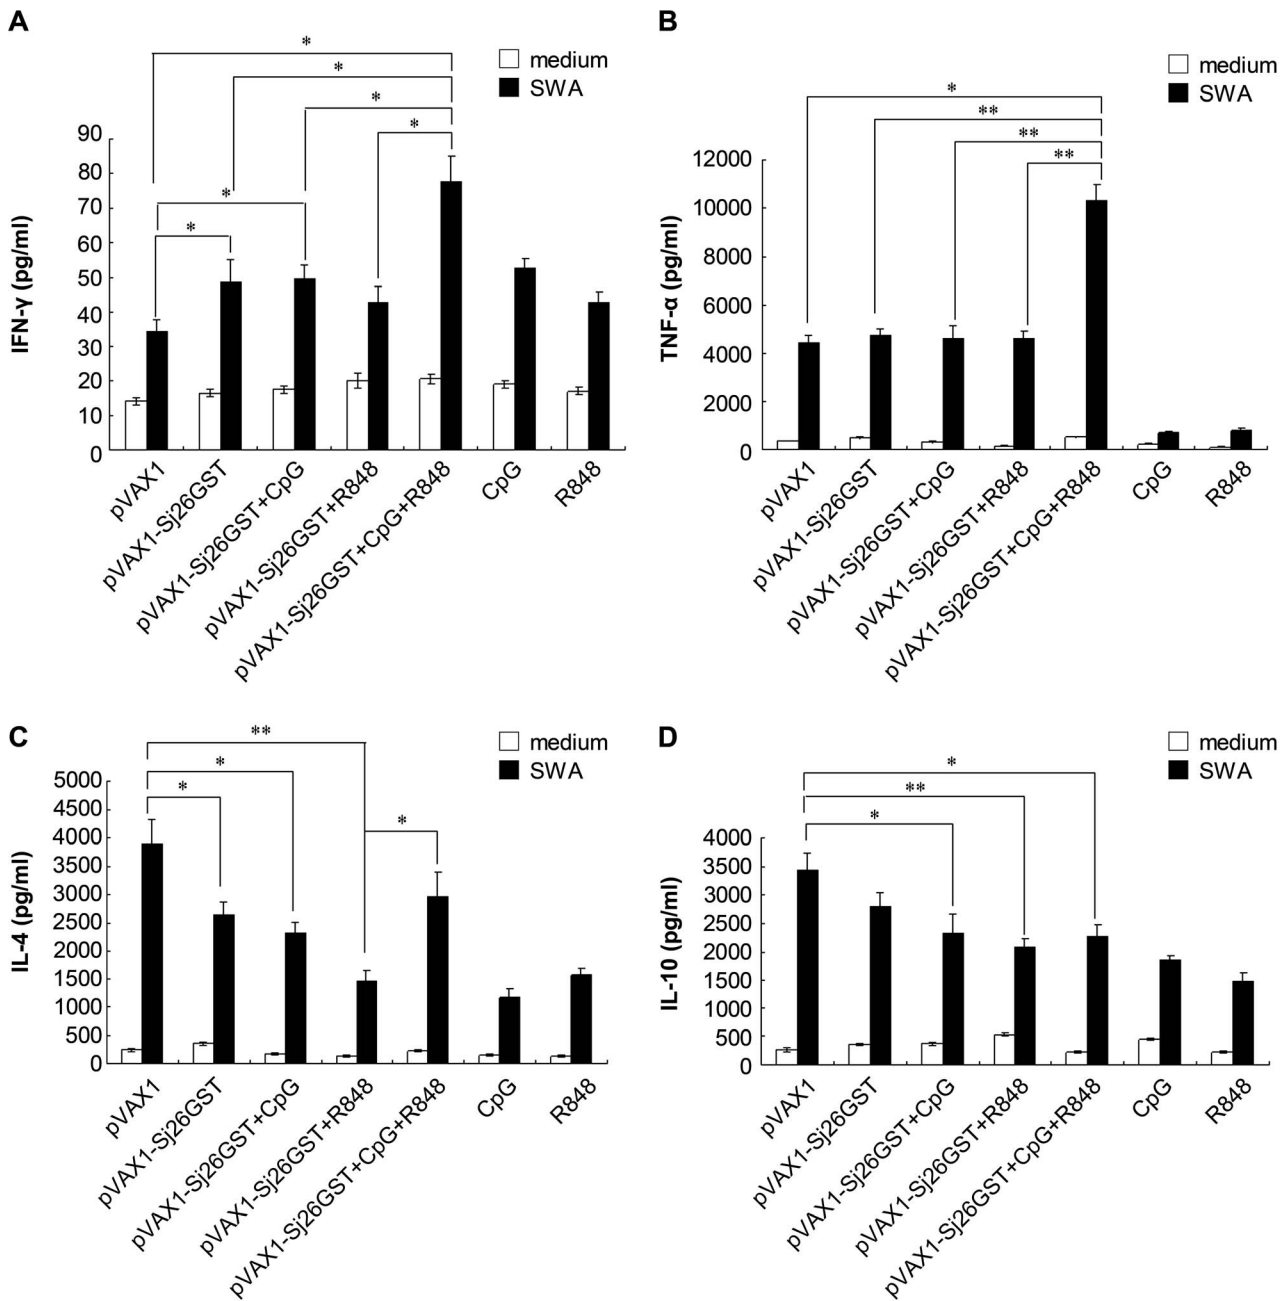 A
medium
SWA
*
*
*
*
*
*
IFN-γ (pg/ml)
90
80
70
60
50
40
30
20
10
0
pVAX1
pVAX1-Sj26GST
pVAX1-Sj26GST+CpG
pVAX1-Sj26GST+R848
pVAX1-Sj26GST+CpG+R848
CpG
R848
B
medium
SWA
*
**
**
**
TNF-α (pg/ml)
12000
10000
8000
6000
4000
2000
0
pVAX1
pVAX1-Sj26GST
pVAX1-Sj26GST+CpG
pVAX1-Sj26GST+R848
pVAX1-Sj26GST+CpG+R848
CpG
R848
C
medium
SWA
**
*
*
*
IL-4 (pg/ml)
5000
4500
4000
3500
3000
2500
2000
1500
1000
500
0
pVAX1
pVAX1-Sj26GST
pVAX1-Sj26GST+CpG
pVAX1-Sj26GST+R848
pVAX1-Sj26GST+CpG+R848
CpG
R848
D
medium
SWA
*
**
*
IL-10 (pg/ml)
4000
3500
3000
2500
2000
1500
1000
500
0
pVAX1
pVAX1-Sj26GST
pVAX1-Sj26GST+CpG
pVAX1-Sj26GST+R848
pVAX1-Sj26GST+CpG+R848
CpG
R848